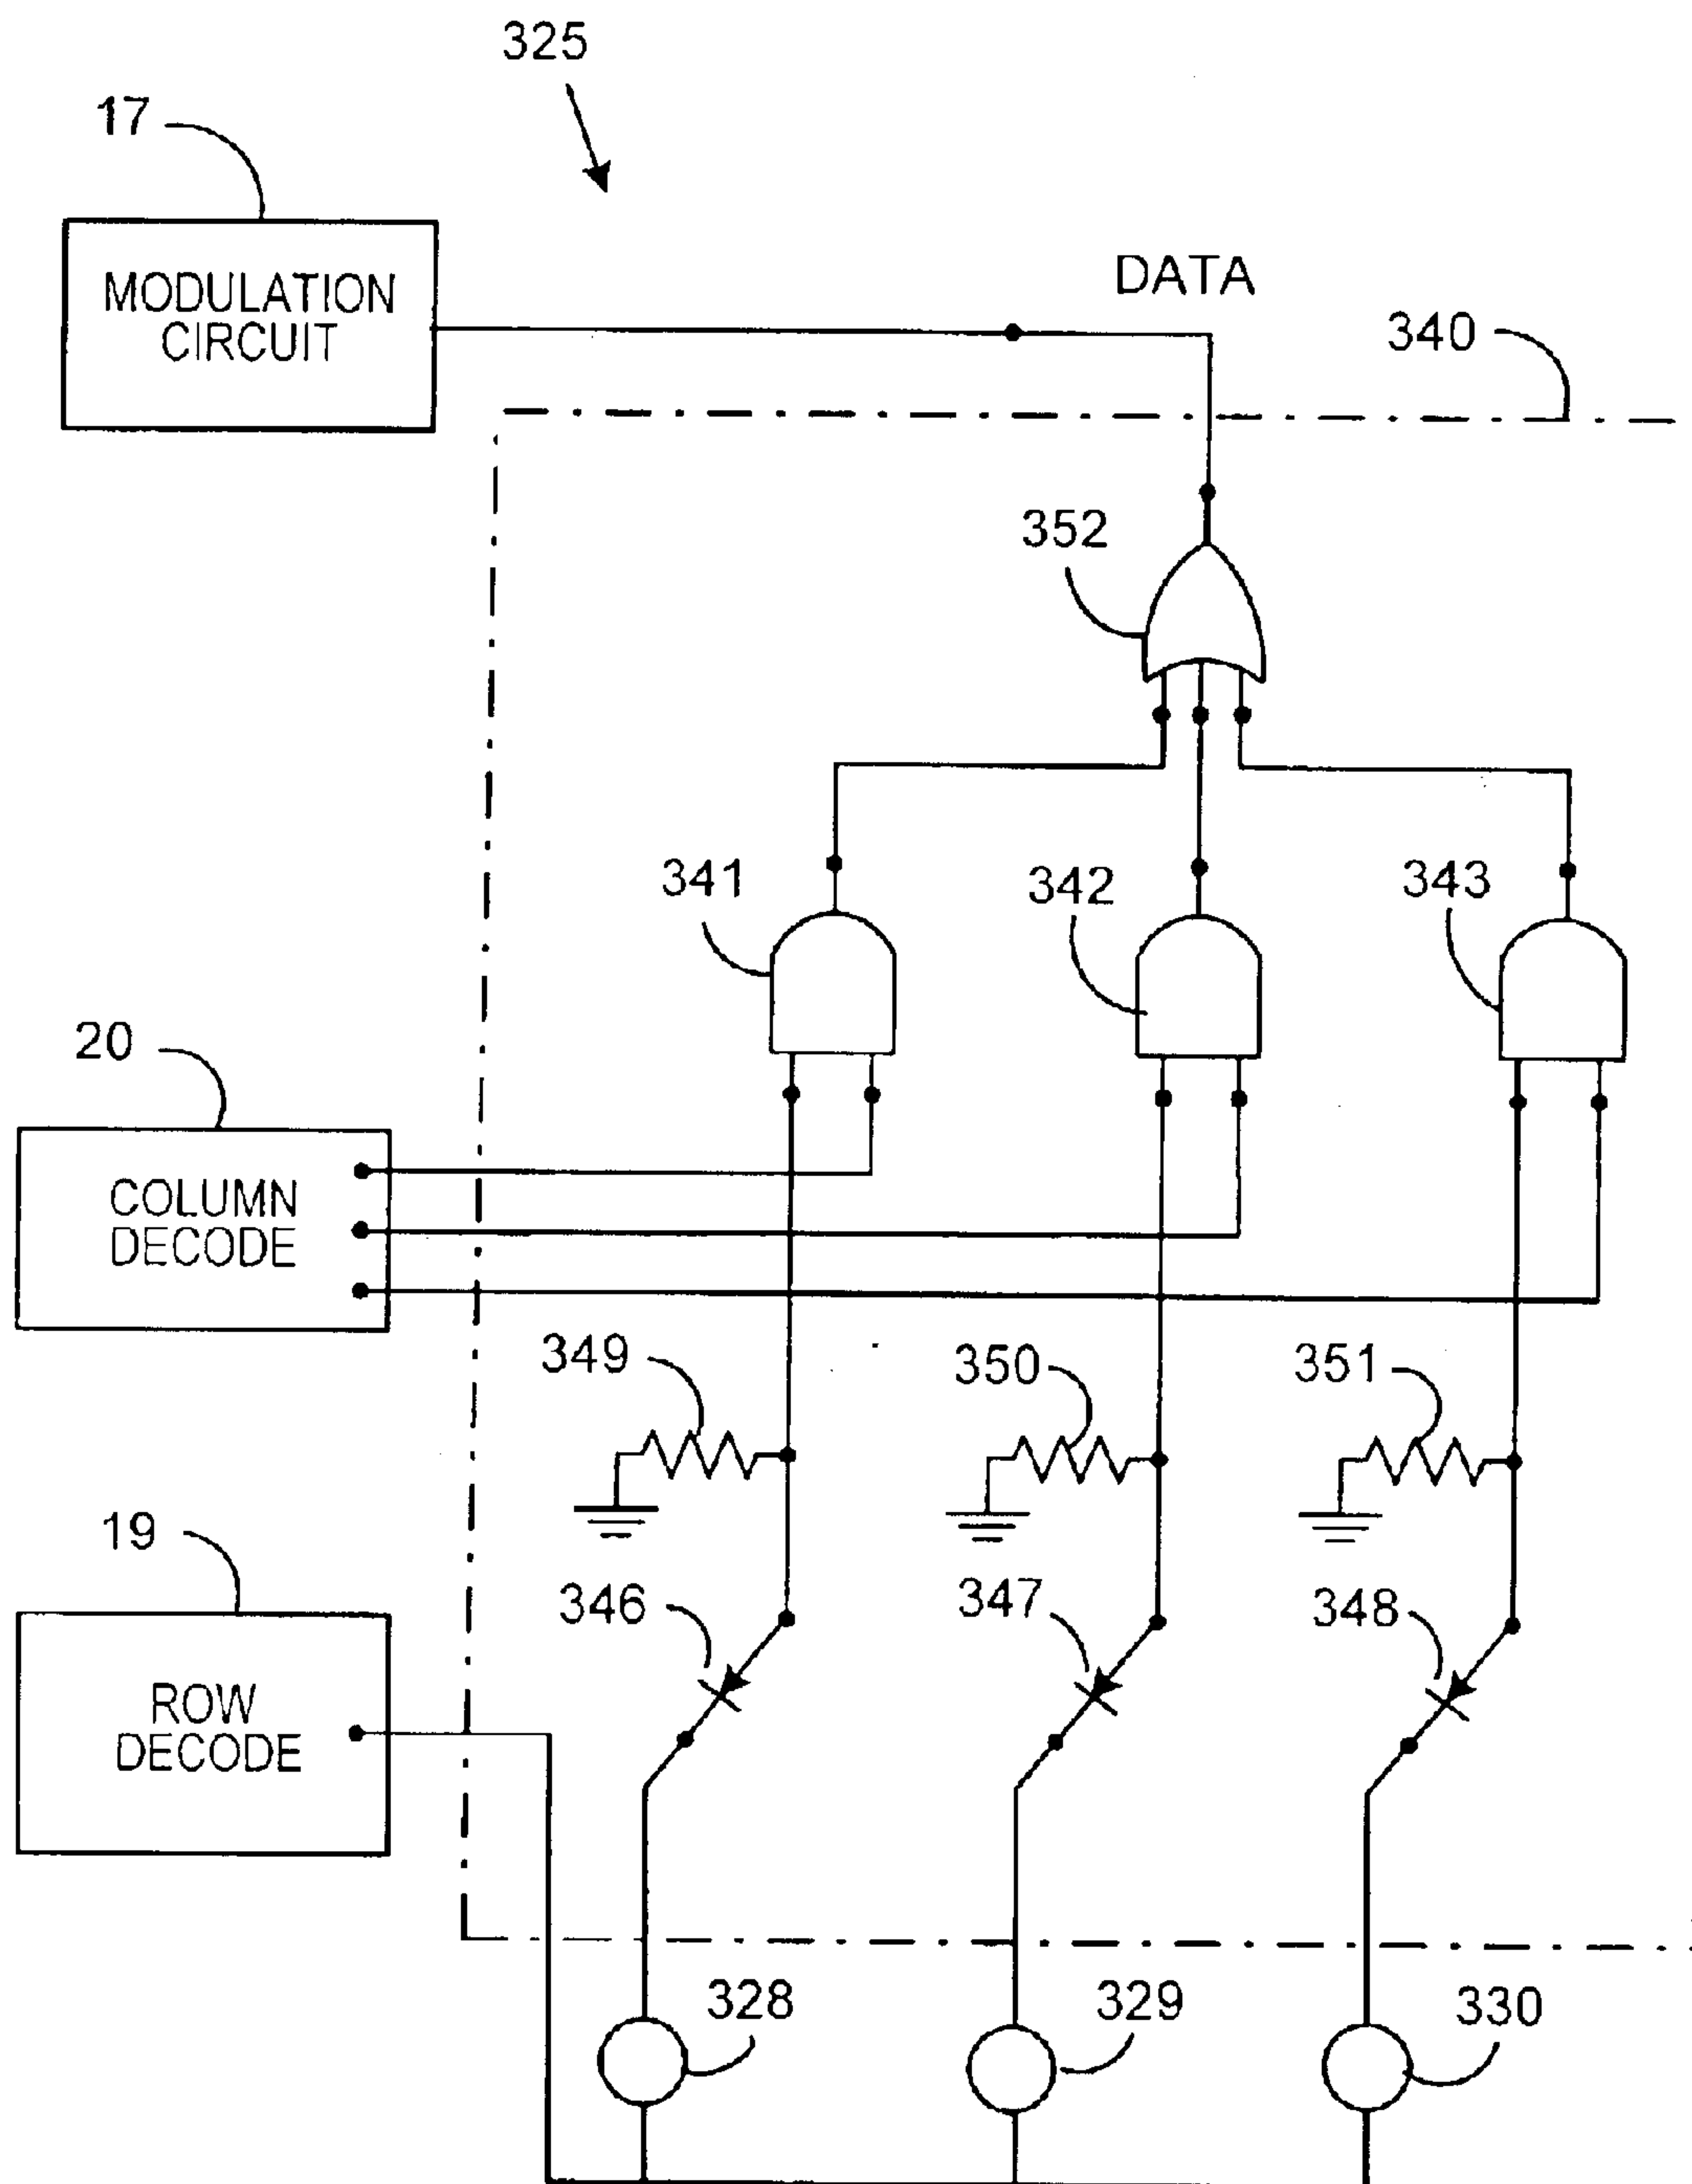 325
17
MODULATION
CIRCUIT
DATA
340
352
341
342
343
20
COLUMN
DECODE
349
350
351
19
346
347
348
ROW
DECODE
328
329
330